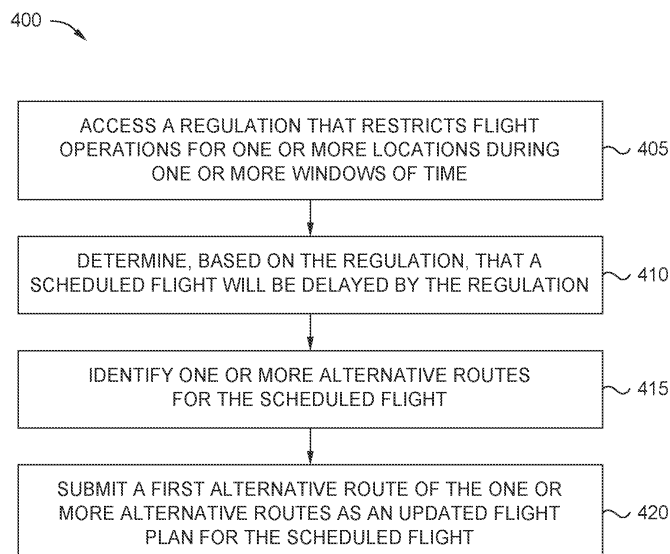 400
ACCESS A REGULATION THAT RESTRICTS FLIGHT
OPERATIONS FOR ONE OR MORE LOCATIONS DURING
ONE OR MORE WINDOWS OF TIME
405
DETERMINE, BASED ON THE REGULATION, THAT A
SCHEDULED FLIGHT WILL BE DELAYED BY THE REGULATION
410
IDENTIFY ONE OR MORE ALTERNATIVE ROUTES
FOR THE SCHEDULED FLIGHT
415
SUBMIT A FIRST ALTERNATIVE ROUTE OF THE ONE OR
MORE ALTERNATIVE ROUTES AS AN UPDATED FLIGHT
PLAN FOR THE SCHEDULED FLIGHT
420